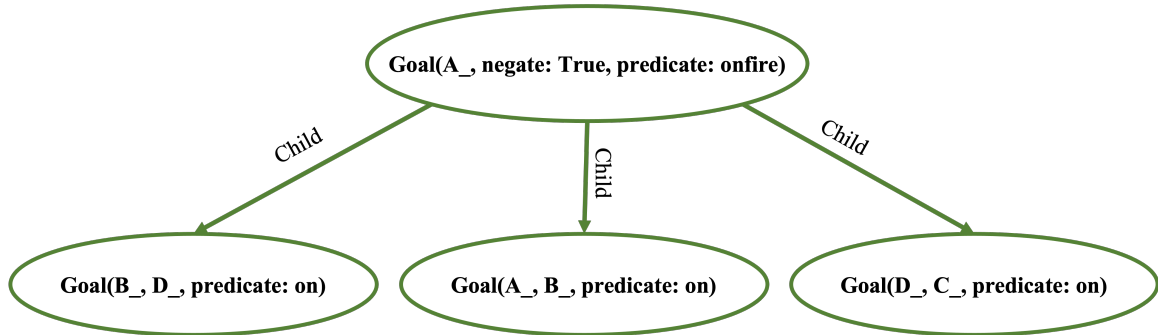 Goal(A_, negate: True, predicate: onfire)
Child
Child
Child
Goal(B_, D_, predicate: on)
Goal(A_, B_, predicate: on)
Goal(D_, C_, predicate: on)